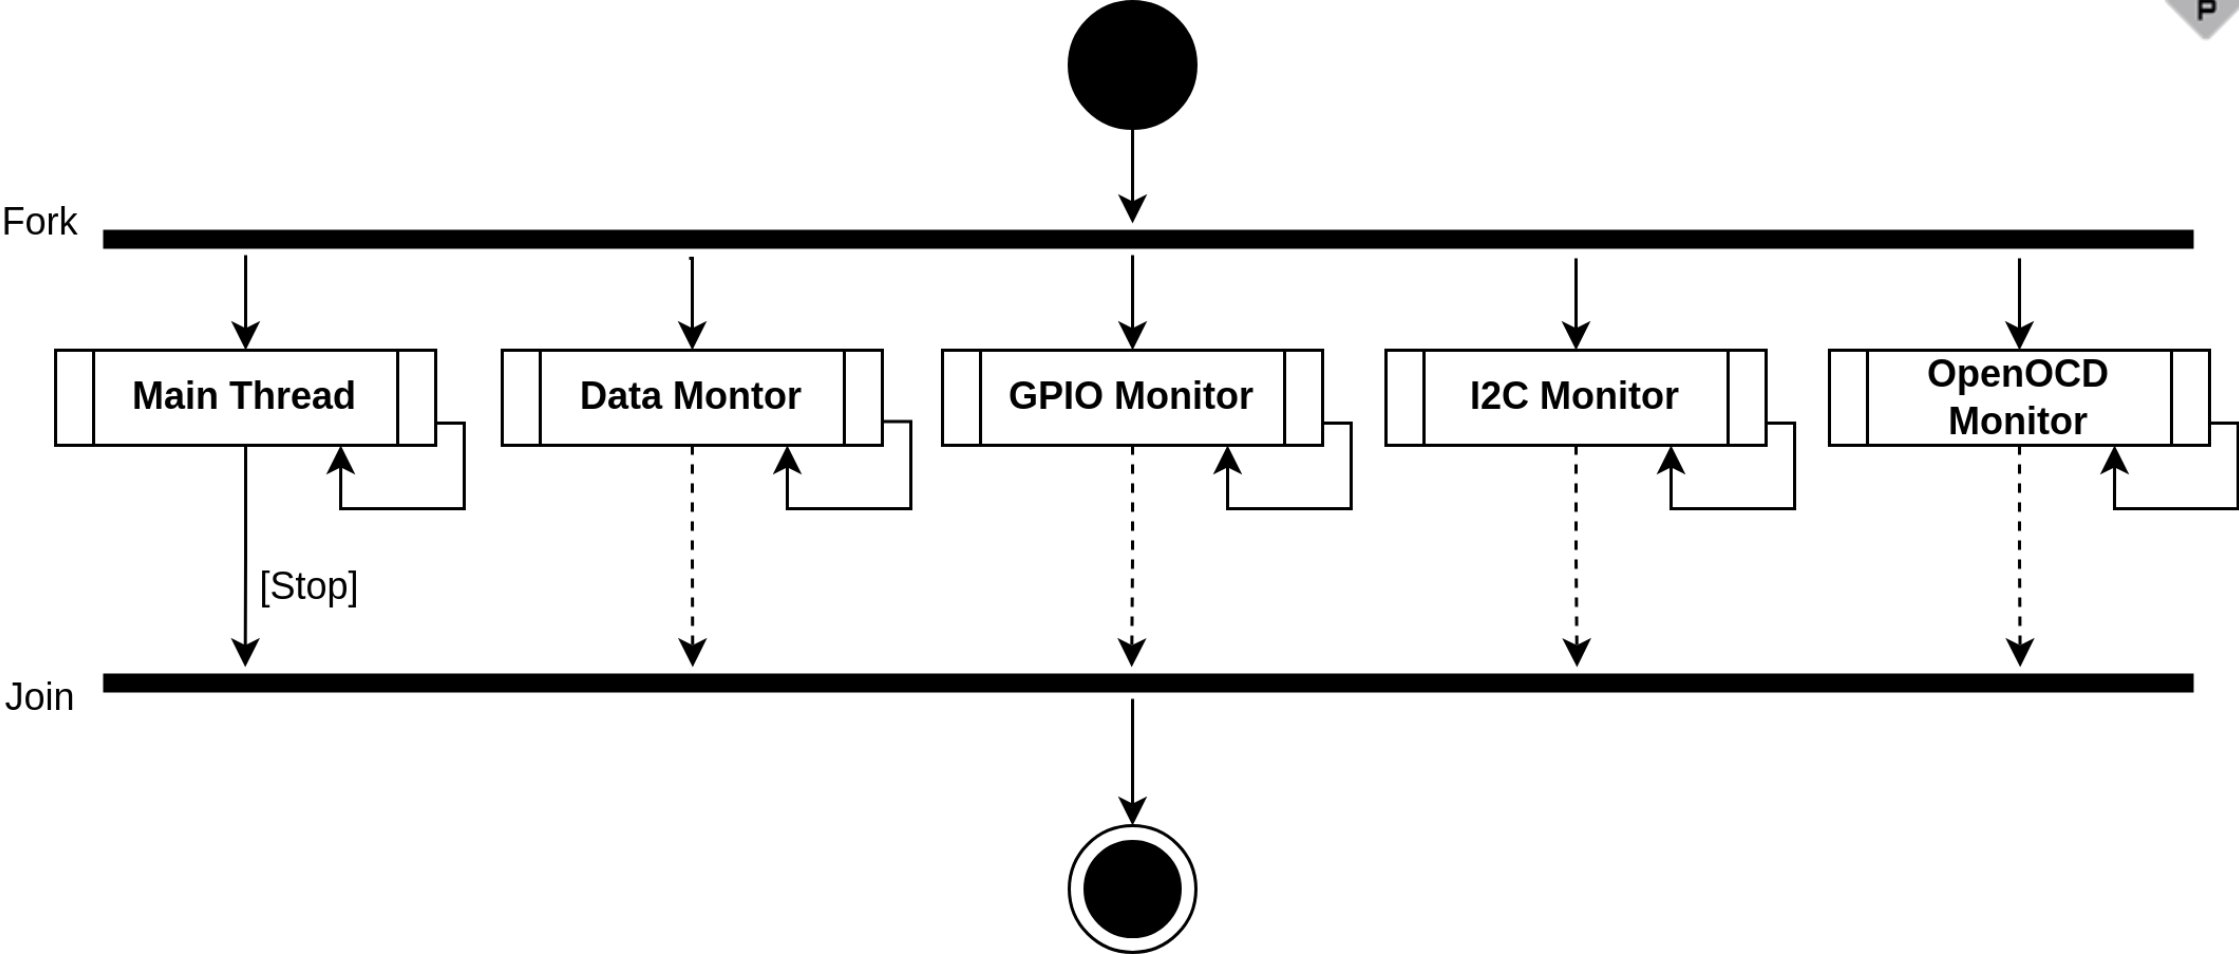 Fork
Main Thread
Data Montor
GPIO Monitor
I2C Monitor
OpenOCD
Monitor
[Stop]
Join